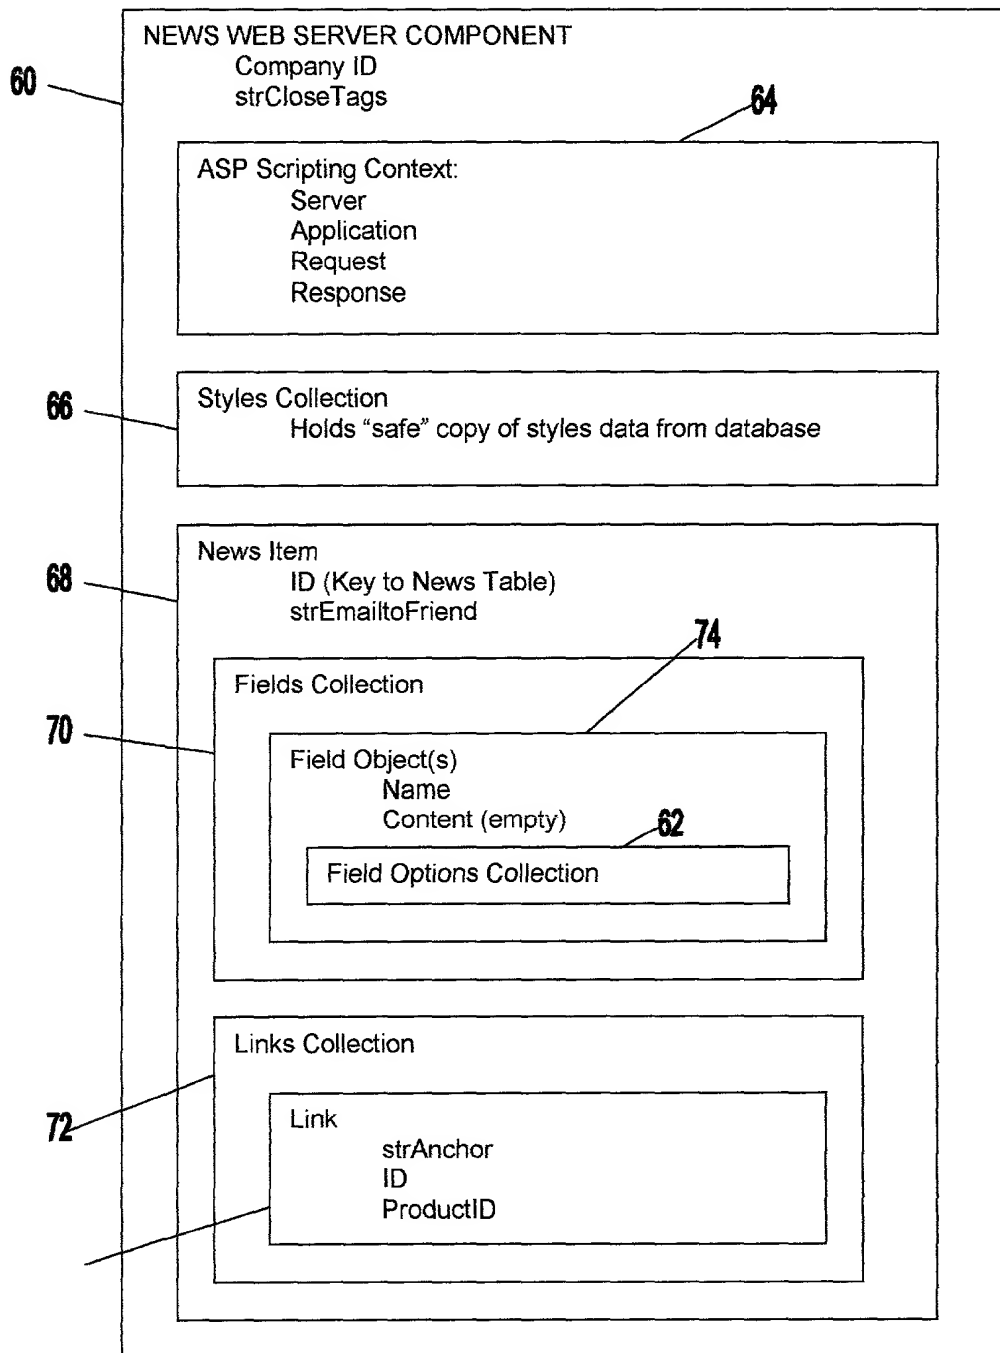 NEWS WEB SERVER COMPONENT
Company ID
60
strCloseTags
64
ASP Scripting Context:
Server
Application
Request
Response
66
Styles Collection
Holds “safe” copy of styles data from database
News Item
68
ID (Key to News Table)
strEmailtoFriend
74
Fields Collection
70
Field Object(s)
Name
Content (empty)
62
Field Options Collection
Links Collection
72
Link
strAnchor
ID
ProductID